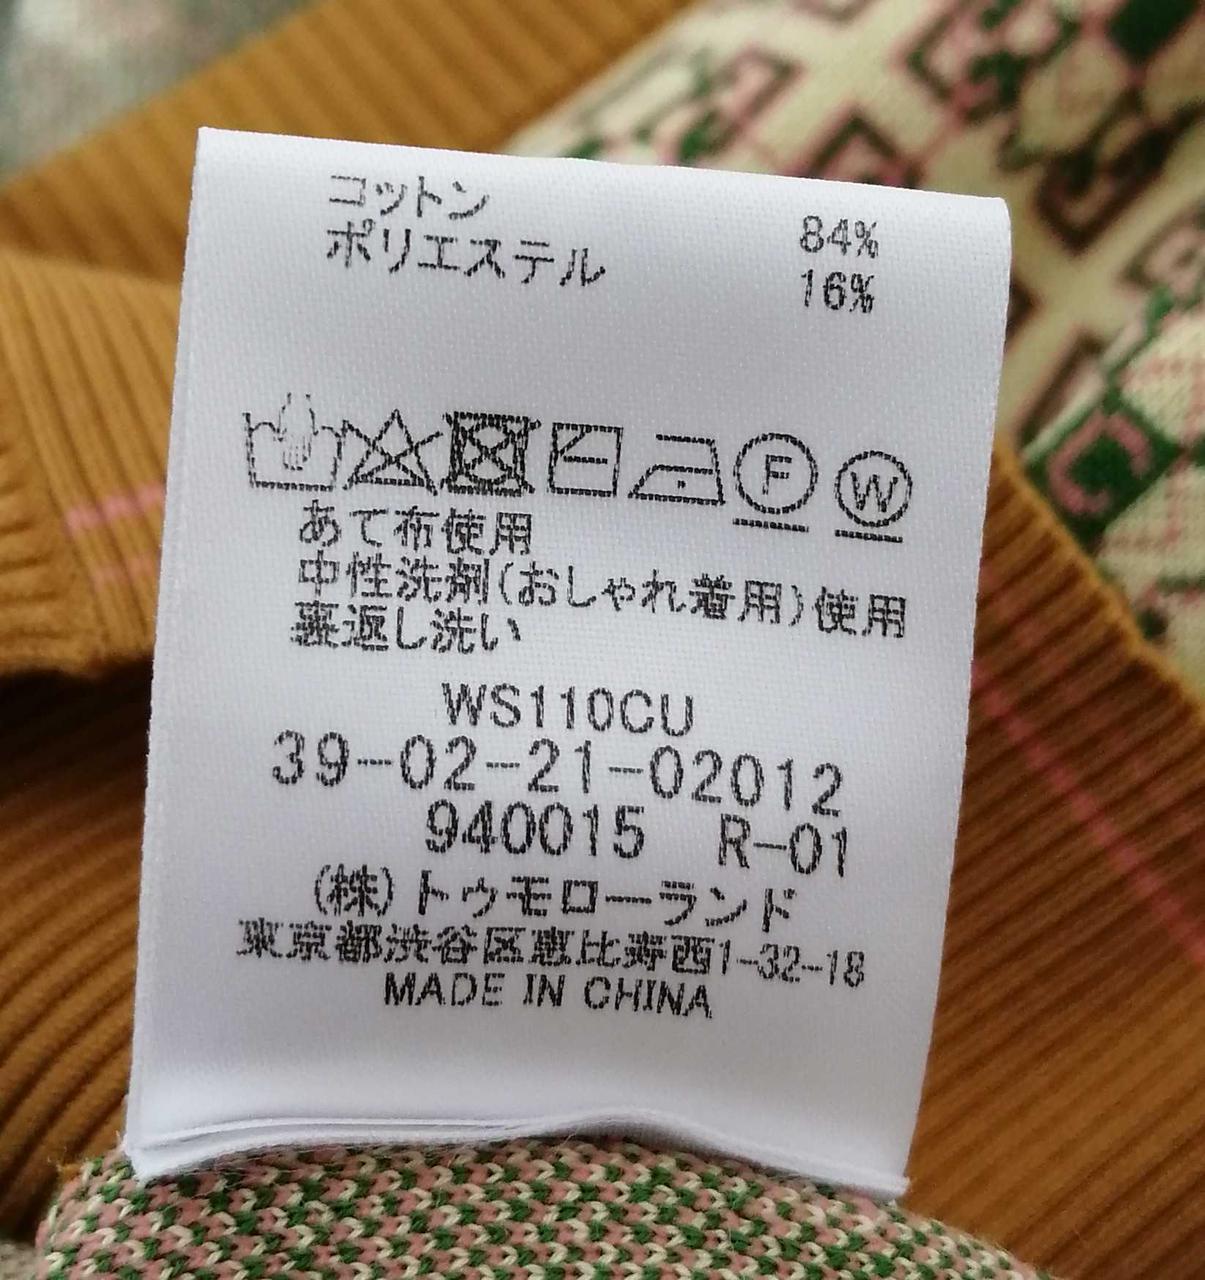 コットン 84%
ポリエステル 16%
F W
あて布使用
中性洗剤(おしゃれ着用)使用
裏返し洗い
WS110CU
39-02-21-02012
940015 R-01
(株)トゥモローランド
東京都渋谷区恵比寿西1-32-18
MADE IN CHINA